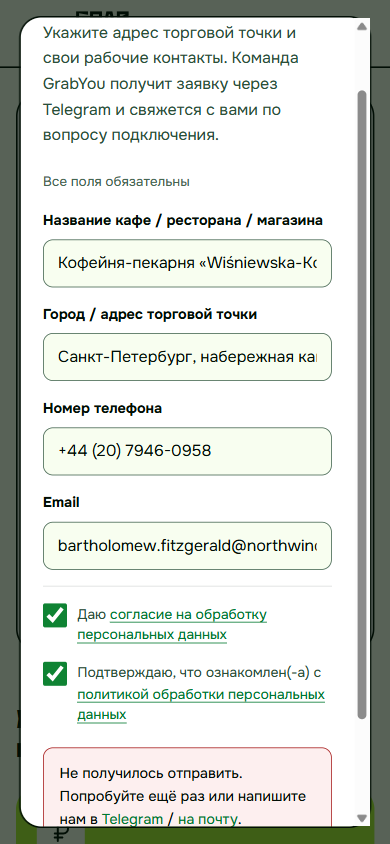 Укажите адрес торговой точки и
свои рабочие контакты. Команда
GrabYou получит заявку через
Telegram и свяжется с вами по
вопросу подключения.
Все поля обязательны
Название кафе / ресторана / магазина
Кофейня-пекарня «Wiśniewska-Ko
Город / адрес торговой точки
Санкт-Петербург, набережная ка
Номер телефона
+44 (20) 7946-0958
Email
bartholomew.fitzgerald@northwind
Даю согласие на обработку
персональных данных
Подтверждаю, что ознакомлен(-а) с
политикой обработки персональных
данных
Не получилось отправить.
Попробуйте ещё раз или напишите
нам в Telegram / на почту.
₽